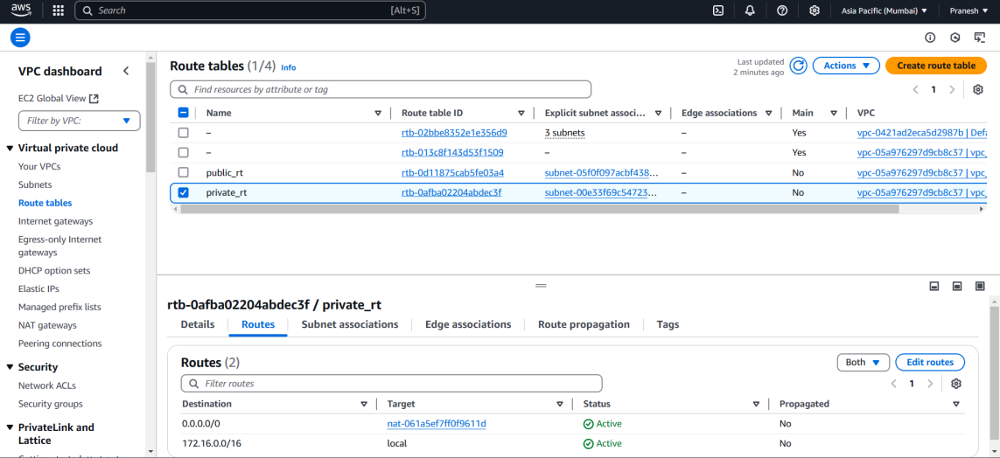 aws Search [Alt+S] Asia Pacific (Mumbai) ▼ Pranesh ▼
VPC dashboard
EC2 Global View
Filter by VPC:
Virtual private cloud
Your VPCs
Subnets
Route tables
Internet gateways
Egress-only Internet
gateways
DHCP option sets
Elastic IPs
Managed prefix lists
NAT gateways
Peering connections
Security
Network ACLs
Security groups
PrivateLink and
Lattice
Route tables (1/4) Info
Last updated
2 minutes ago
Actions Create route table
Find resources by attribute or tag
1
Name Route table ID Explicit subnet associ... Edge associations Main VPC
– rtb-02bbe8352e1e356d9 3 subnets – Yes vpc-0421ad2eca5d2987b | Defa
– rtb-013c8f143d53f1509 – – Yes vpc-05a976297d9cb8c37 | vpc_
public_rt rtb-0d11875cab5fe03a4 subnet-05f0f097acbf438... – No vpc-05a976297d9cb8c37 | vpc_
private_rt rtb-0afba02204abdec3f subnet-00e33f69c54723... – No vpc-05a976297d9cb8c37 | vpc_
rtb-0afba02204abdec3f / private_rt
Details Routes Subnet associations Edge associations Route propagation Tags
Routes (2)
Both Edit routes
Filter routes
1
Destination Target Status Propagated
0.0.0.0/0 nat-061a5ef7ff0f9611d Active No
172.16.0.0/16 local Active No